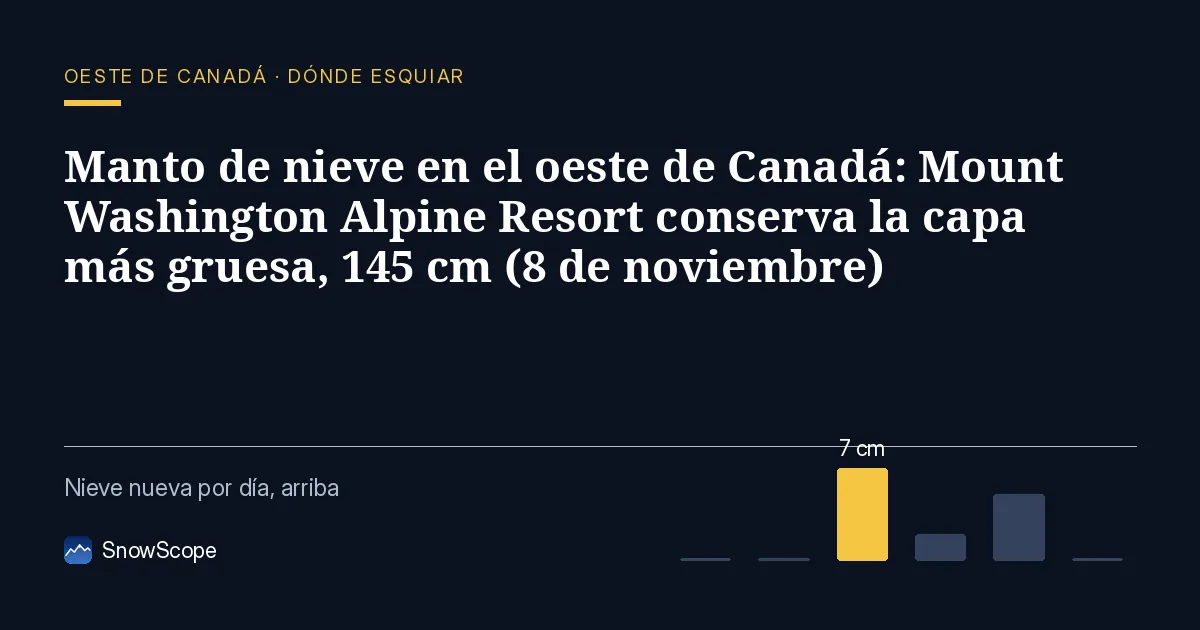 OESTE DE CANADÁ · DÓNDE ESQUIAR
Manto de nieve en el oeste de Canadá: Mount
Washington Alpine Resort conserva la capa
más gruesa, 145 cm (8 de noviembre)
7 cm
Nieve nueva por día, arriba
SnowScope